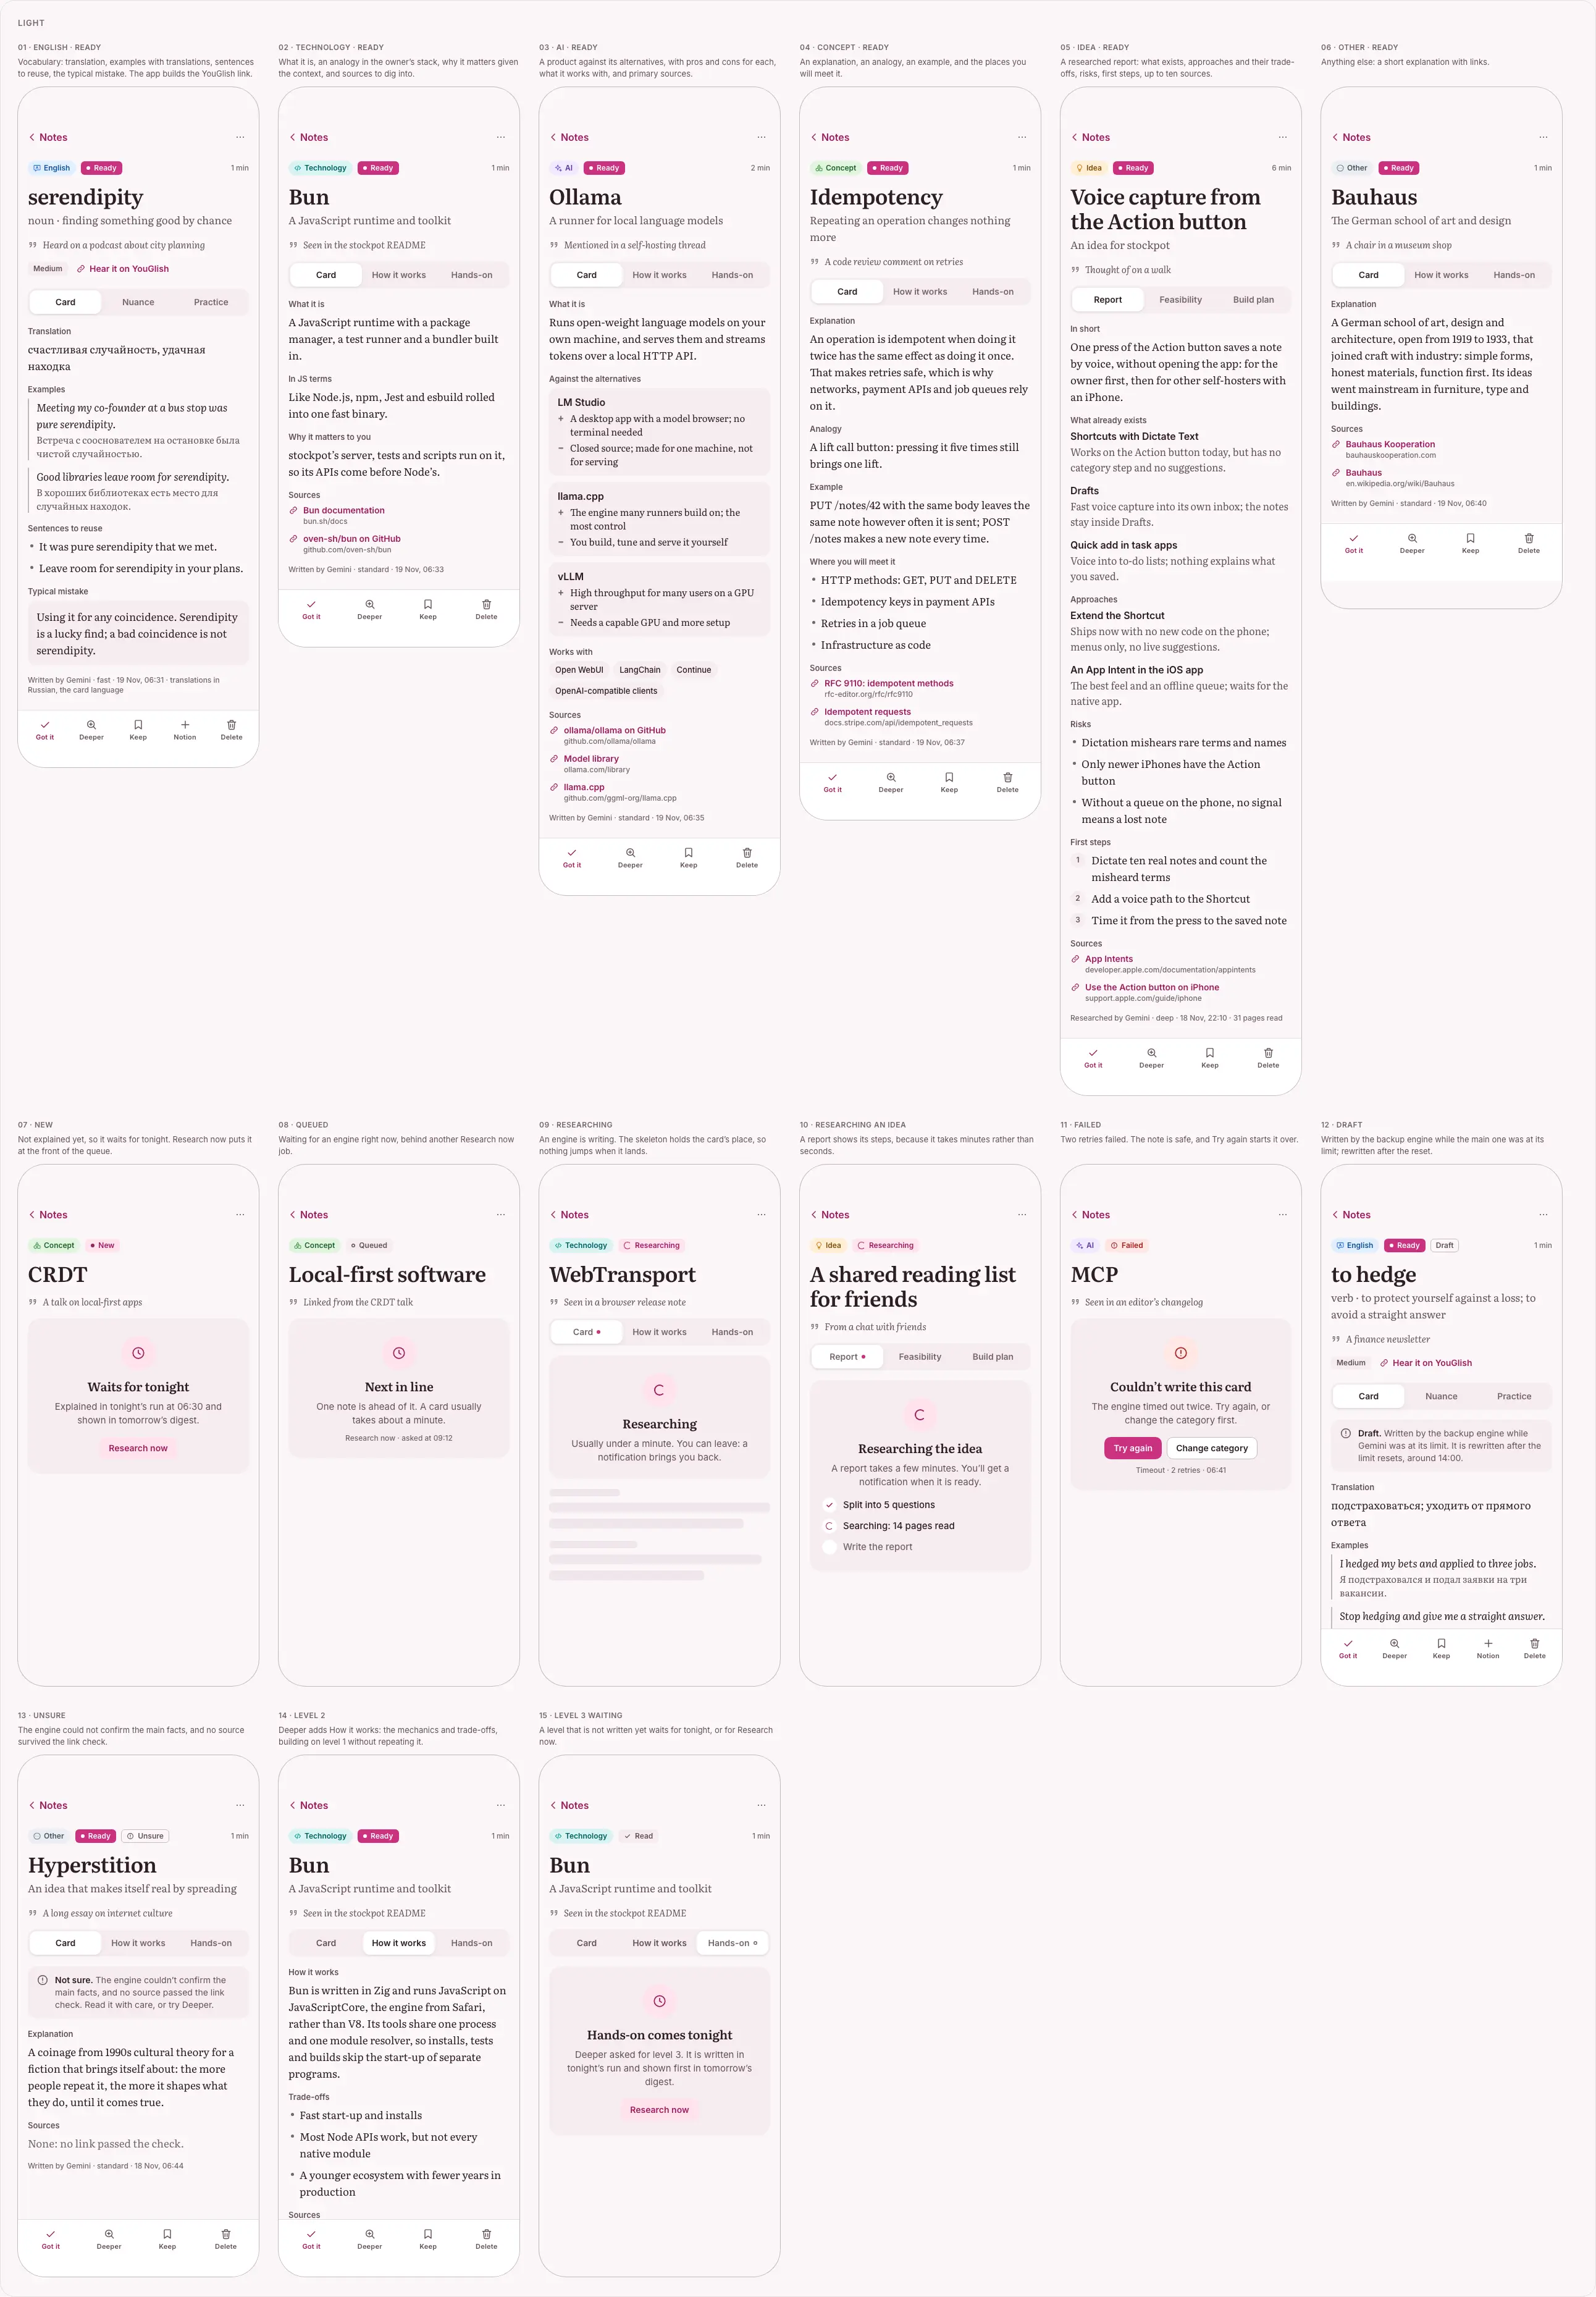 LIGHT
01 · ENGLISH · READY
Vocabulary: translation, examples with translations, sentences
to reuse, the typical mistake. The app builds the YouGlish link.
Notes
English
Ready
1 min
serendipity
noun · finding something good by chance
Heard on a podcast about city planning
Medium
Hear it on YouGlish
Card
Nuance
Practice
Translation
счастливая случайность, удачная
находка
Examples
Meeting my co-founder at a bus stop was
pure serendipity.
Встреча с сооснователем на остановке была
чистой случайностью.
Good libraries leave room for serendipity.
В хороших библиотеках есть место для
случайных находок.
Sentences to reuse
It was pure serendipity that we met.
Leave room for serendipity in your plans.
Typical mistake
Using it for any coincidence. Serendipity
is a lucky find; a bad coincidence is not
serendipity.
Written by Gemini · fast · 19 Nov, 06:31 · translations in
Russian, the card language
Got it
Deeper
Keep
Notion
Delete
02 · TECHNOLOGY · READY
What it is, an analogy in the owner's stack, why it matters given
the context, and sources to dig into.
Notes
Technology
Ready
1 min
Bun
A JavaScript runtime and toolkit
Seen in the stockpot README
Card
How it works
Hands-on
What it is
A JavaScript runtime with a package
manager, a test runner and a bundler built
in.
In JS terms
Like Node.js, npm, Jest and esbuild rolled
into one fast binary.
Why it matters to you
stockpot's server, tests and scripts run on it,
so its APIs come before Node's.
Sources
Bun documentation
bun.sh/docs
oven-sh/bun on GitHub
github.com/oven-sh/bun
Written by Gemini · standard · 19 Nov, 06:33
Got it
Deeper
Keep
Delete
03 · AI · READY
A product against its alternatives, with pros and cons for each,
what it works with, and primary sources.
Notes
AI
Ready
2 min
Ollama
A runner for local language models
Mentioned in a self-hosting thread
Card
How it works
Hands-on
What it is
Runs open-weight language models on your
own machine, and serves them and streams
tokens over a local HTTP API.
Against the alternatives
LM Studio
+ A desktop app with a model browser; no
terminal needed
− Closed source; made for one machine, not
for serving
llama.cpp
+ The engine many runners build on; the
most control
− You build, tune and serve it yourself
vLLM
+ High throughput for many users on a GPU
server
− Needs a capable GPU and more setup
Works with
Open WebUI
LangChain
Continue
OpenAI-compatible clients
Sources
ollama/ollama on GitHub
github.com/ollama/ollama
Model library
ollama.com/library
llama.cpp
github.com/ggml-org/llama.cpp
Written by Gemini · standard · 19 Nov, 06:35
Got it
Deeper
Keep
Delete
04 · CONCEPT · READY
An explanation, an analogy, an example, and the places you
will meet it.
Notes
Concept
Ready
1 min
Idempotency
Repeating an operation changes nothing
more
A code review comment on retries
Card
How it works
Hands-on
Explanation
An operation is idempotent when doing it
twice has the same effect as doing it once.
That makes retries safe, which is why
networks, payment APIs and job queues rely
on it.
Analogy
A lift call button: pressing it five times still
brings one lift.
Example
PUT /notes/42 with the same body leaves the
same note however often it is sent; POST
/notes makes a new note every time.
Where you will meet it
HTTP methods: GET, PUT and DELETE
Idempotency keys in payment APIs
Retries in a job queue
Infrastructure as code
Sources
RFC 9110: idempotent methods
rfc-editor.org/rfc/rfc9110
Idempotent requests
docs.stripe.com/api/idempotent_requests
Written by Gemini · standard · 19 Nov, 06:37
Got it
Deeper
Keep
Delete
05 · IDEA · READY
A researched report: what exists, approaches and their trade-
offs, risks, first steps, up to ten sources.
Notes
Idea
Ready
6 min
Voice capture from
the Action button
An idea for stockpot
Thought of on a walk
Report
Feasibility
Build plan
In short
One press of the Action button saves a note
by voice, without opening the app: for the
owner first, then for other self-hosters with
an iPhone.
What already exists
Shortcuts with Dictate Text
Works on the Action button today, but has no
category step and no suggestions.
Drafts
Fast voice capture into its own inbox; the notes
stay inside Drafts.
Quick add in task apps
Voice into to-do lists; nothing explains what
you saved.
Approaches
Extend the Shortcut
Ships now with no new code on the phone;
menus only, no live suggestions.
An App Intent in the iOS app
The best feel and an offline queue; waits for the
native app.
Risks
Dictation mishears rare terms and names
Only newer iPhones have the Action
button
Without a queue on the phone, no signal
means a lost note
First steps
1 Dictate ten real notes and count the
misheard terms
2 Add a voice path to the Shortcut
3 Time it from the press to the saved note
Sources
App Intents
developer.apple.com/documentation/appintents
Use the Action button on iPhone
support.apple.com/guide/iphone
Researched by Gemini · deep · 18 Nov, 22:10 · 31 pages read
Got it
Deeper
Keep
Delete
06 · OTHER · READY
Anything else: a short explanation with links.
Notes
Other
Ready
1 min
Bauhaus
The German school of art and design
A chair in a museum shop
Card
How it works
Hands-on
Explanation
A German school of art, design and
architecture, open from 1919 to 1933, that
joined craft with industry: simple forms,
honest materials, function first. Its ideas
went mainstream in furniture, type and
buildings.
Sources
Bauhaus Kooperation
bauhauskooperation.com
Bauhaus
en.wikipedia.org/wiki/Bauhaus
Written by Gemini · standard · 19 Nov, 06:40
Got it
Deeper
Keep
Delete
07 · NEW
Not explained yet, so it waits for tonight. Research now puts it
at the front of the queue.
Notes
Concept
New
CRDT
A talk on local-first apps
Waits for tonight
Explained in tonight's run at 06:30 and
shown in tomorrow's digest.
Research now
08 · QUEUED
Waiting for an engine right now, behind another Research now
job.
Notes
Concept
Queued
Local-first software
Linked from the CRDT talk
Next in line
One note is ahead of it. A card usually
takes about a minute.
Research now · asked at 09:12
09 · RESEARCHING
An engine is writing. The skeleton holds the card's place, so
nothing jumps when it lands.
Notes
Technology
Researching
WebTransport
Seen in a browser release note
Card
How it works
Hands-on
Researching
Usually under a minute. You can leave: a
notification brings you back.
10 · RESEARCHING AN IDEA
A report shows its steps, because it takes minutes rather than
seconds.
Notes
Idea
Researching
A shared reading list
for friends
From a chat with friends
Report
Feasibility
Build plan
Researching the idea
A report takes a few minutes. You'll get a
notification when it is ready.
Split into 5 questions
Searching: 14 pages read
Write the report
11 · FAILED
Two retries failed. The note is safe, and Try again starts it over.
Notes
AI
Failed
MCP
Seen in an editor's changelog
Couldn't write this card
The engine timed out twice. Try again, or
change the category first.
Try again
Change category
Timeout · 2 retries · 06:41
12 · DRAFT
Written by the backup engine while the main one was at its
limit; rewritten after the reset.
Notes
English
Ready
Draft
1 min
to hedge
verb · to protect yourself against a loss; to
avoid a straight answer
A finance newsletter
Medium
Hear it on YouGlish
Card
Nuance
Practice
Draft. Written by the backup engine while
Gemini was at its limit. It is rewritten after the
limit resets, around 14:00.
Translation
подстраховаться; уходить от прямого
ответа
Examples
I hedged my bets and applied to three jobs.
Я подстраховался и подал заявки на три
вакансии.
Stop hedging and give me a straight answer.
Got it
Deeper
Keep
Notion
Delete
13 · UNSURE
The engine could not confirm the main facts, and no source
survived the link check.
Notes
Other
Ready
Unsure
1 min
Hyperstition
An idea that makes itself real by spreading
A long essay on internet culture
Card
How it works
Hands-on
Not sure. The engine couldn't confirm the
main facts, and no source passed the link
check. Read it with care, or try Deeper.
Explanation
A coinage from 1990s cultural theory for a
fiction that brings itself about: the more
people repeat it, the more it shapes what
they do, until it comes true.
Sources
None: no link passed the check.
Written by Gemini · standard · 18 Nov, 06:44
Got it
Deeper
Keep
Delete
14 · LEVEL 2
Deeper adds How it works: the mechanics and trade-offs,
building on level 1 without repeating it.
Notes
Technology
Ready
1 min
Bun
A JavaScript runtime and toolkit
Seen in the stockpot README
Card
How it works
Hands-on
How it works
Bun is written in Zig and runs JavaScript on
JavaScriptCore, the engine from Safari,
rather than V8. Its tools share one process
and one module resolver, so installs, tests
and builds skip the start-up of separate
programs.
Trade-offs
Fast start-up and installs
Most Node APIs work, but not every
native module
A younger ecosystem with fewer years in
production
Sources
Got it
Deeper
Keep
Delete
15 · LEVEL 3 WAITING
A level that is not written yet waits for tonight, or for Research
now.
Notes
Technology
Read
1 min
Bun
A JavaScript runtime and toolkit
Seen in the stockpot README
Card
How it works
Hands-on
Hands-on comes tonight
Deeper asked for level 3. It is written in
tonight's run and shown first in tomorrow's
digest.
Research now